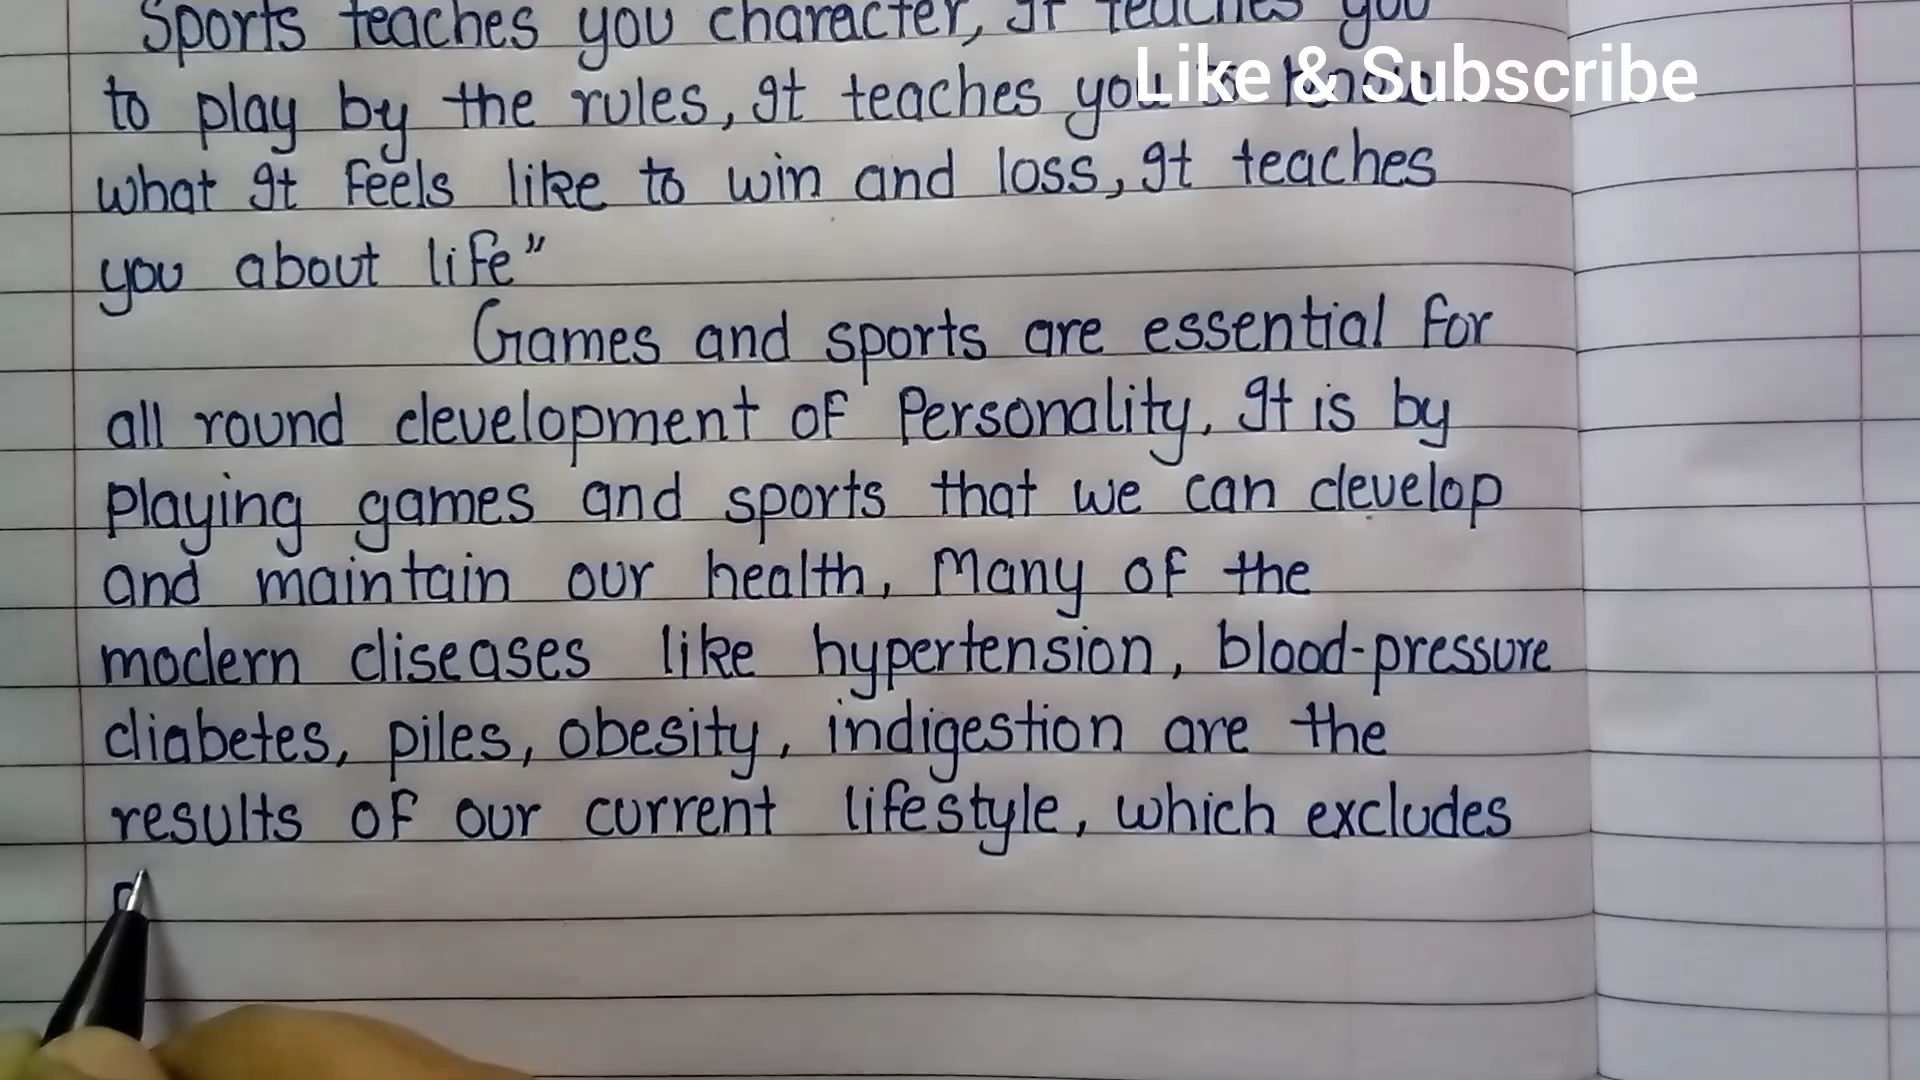 Sports teaches you character, It teaches you
Like & Subscribe
to play by the rules, It teaches you to know
what It feels like to win and loss, It teaches
you about life"
Games and sports are essential for
all round development of Personality. It is by
Playing games and sports that we can develop
and maintain our health. Many of the
modern diseases like hypertension, blood-pressure
diabetes, piles, obesity, indigestion are the
results of our current lifestyle, which excludes